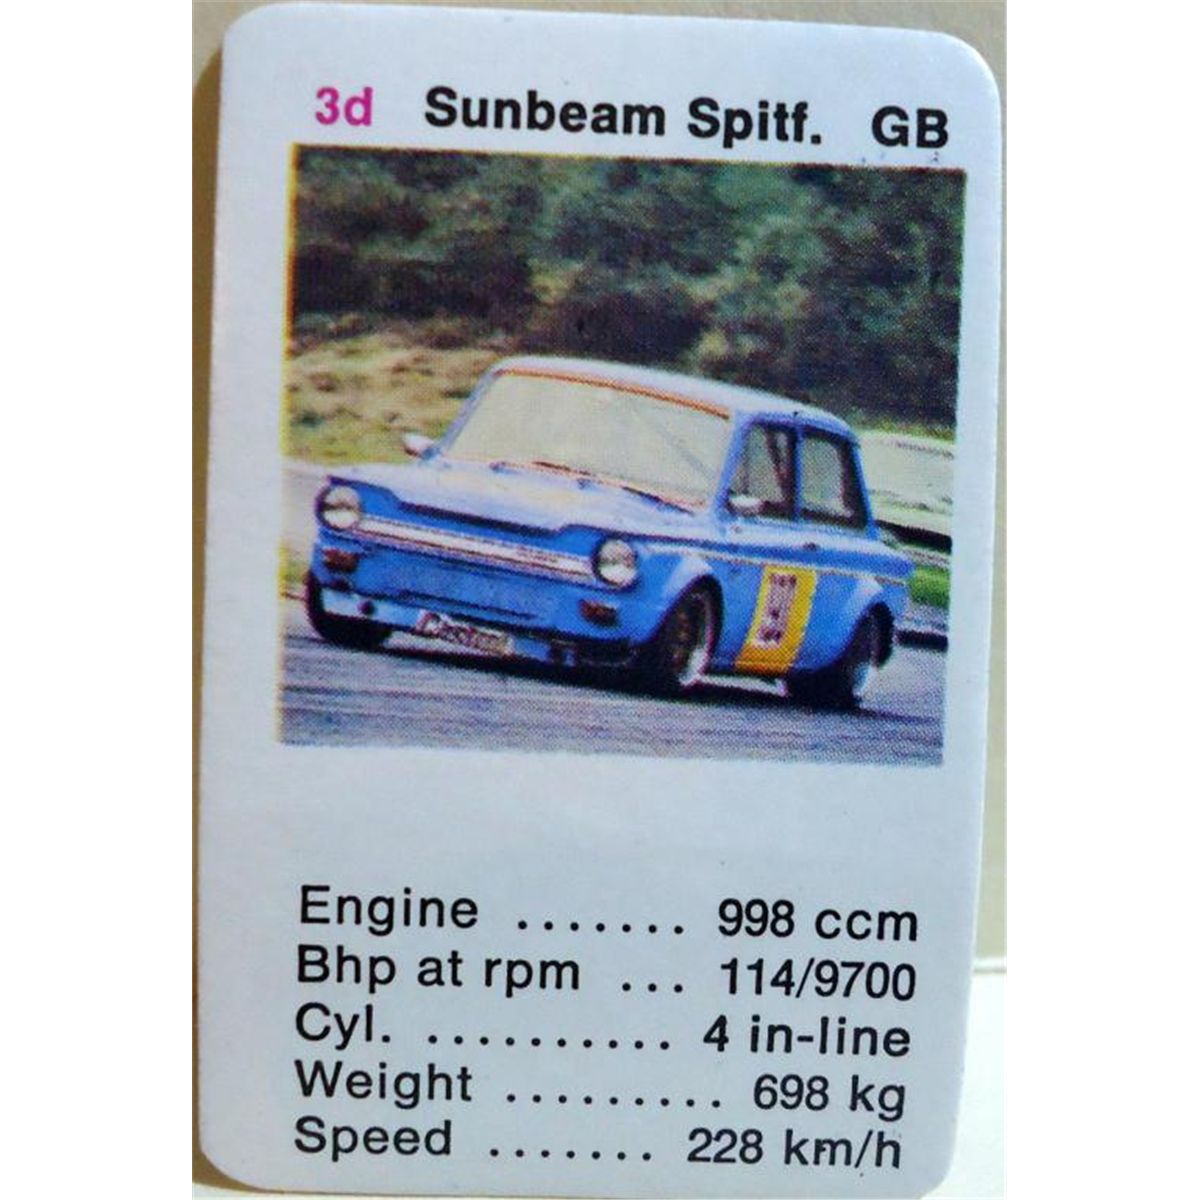 3d Sunbeam Spitf. GB
Engine ....... 998 ccm
Bhp at rpm ... 114/9700
Cyl. .......... 4 in-line
Weight ......... 698 kg
Speed ....... 228 km/h